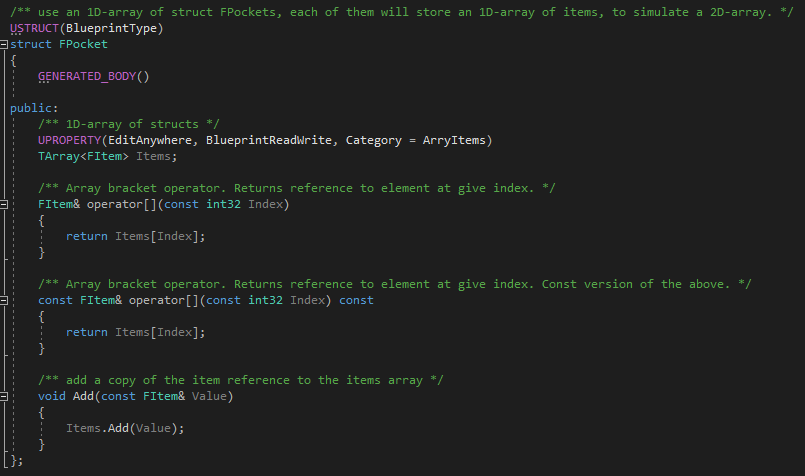 /** use an 1D-array of struct FPockets, each of them will store an 1D-array of items, to simulate a 2D-array. */
USTRUCT(BlueprintType)
struct FPocket
{
GENERATED_BODY()
public:
/** 1D-array of structs */
UPROPERTY(EditAnywhere, BlueprintReadWrite, Category = ArryItems)
TArray<FItem> Items;
/** Array bracket operator. Returns reference to element at give index. */
FItem& operator[](const int32 Index)
{
return Items[Index];
}
/** Array bracket operator. Returns reference to element at give index. Const version of the above. */
const FItem& operator[](const int32 Index) const
{
return Items[Index];
}
/** add a copy of the item reference to the items array */
void Add(const FItem& Value)
{
Items.Add(Value);
}
};